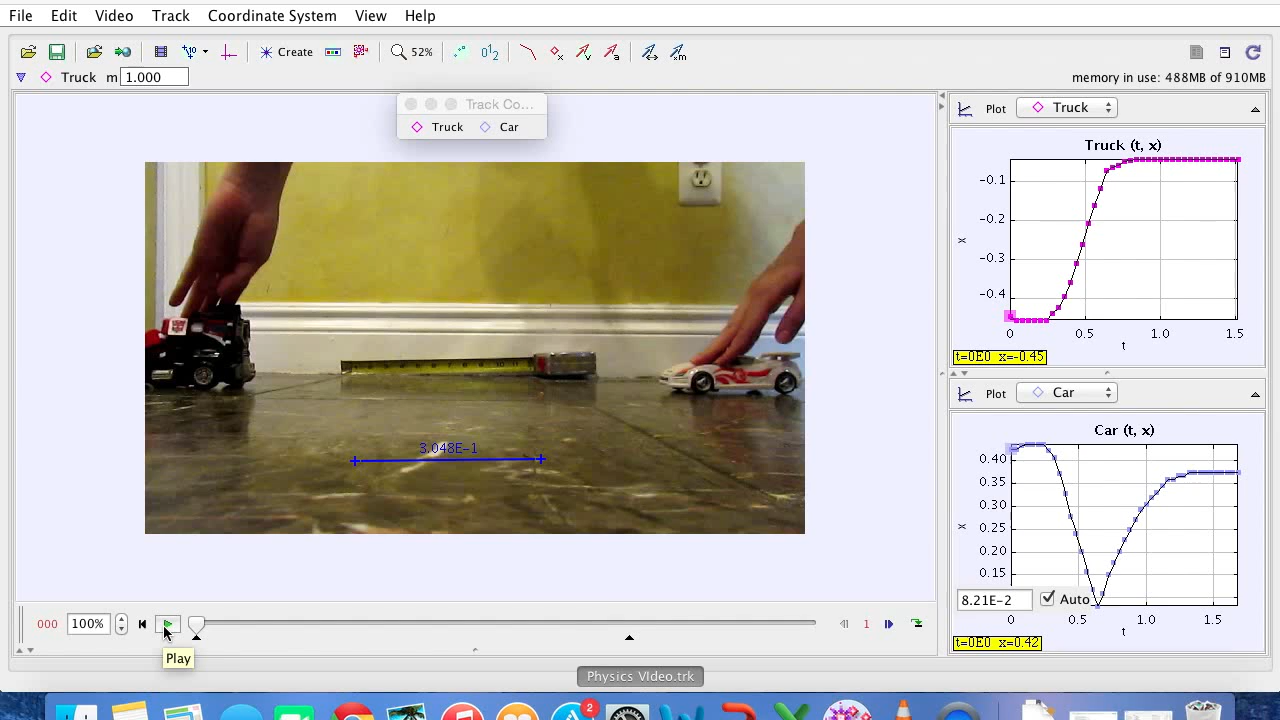 File Edit Video Track Coordinate System View Help
Create 52%
Truck m 1.000 memory in use: 488MB of 910MB
Track Co...
Truck Car
3.048E-1
Plot Truck
Truck (t, x)
-0.1
-0.2
x
-0.3
-0.4
0 0.5 1.0 1.5
t
t=0E0 x=-0.45
Plot Car
Car (t, x)
0.40
0.35
0.30
x
0.25
0.20
0.15
8.21E-2 Auto
0 0.5 1.0 1.5
t
t=0E0 x=0.42
000 100% 1
Play
Physics VIdeo.trk
2